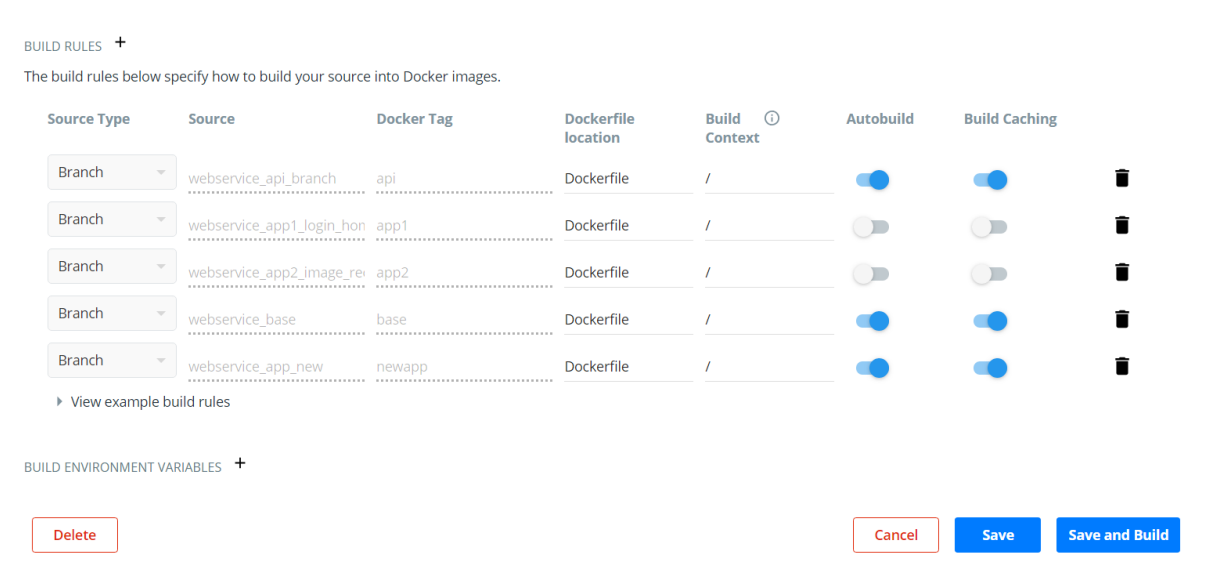 BUILD RULES +
The build rules below specify how to build your source into Docker images.
Source Type Source Docker Tag Dockerfile location Build Context Autobuild Build Caching
Branch webservice_api_branch api Dockerfile /
Branch webservice_app1_login_hon app1 Dockerfile /
Branch webservice_app2_image_re app2 Dockerfile /
Branch webservice_base base Dockerfile /
Branch webservice_app_new newapp Dockerfile /
View example build rules
BUILD ENVIRONMENT VARIABLES +
Delete Cancel Save Save and Build